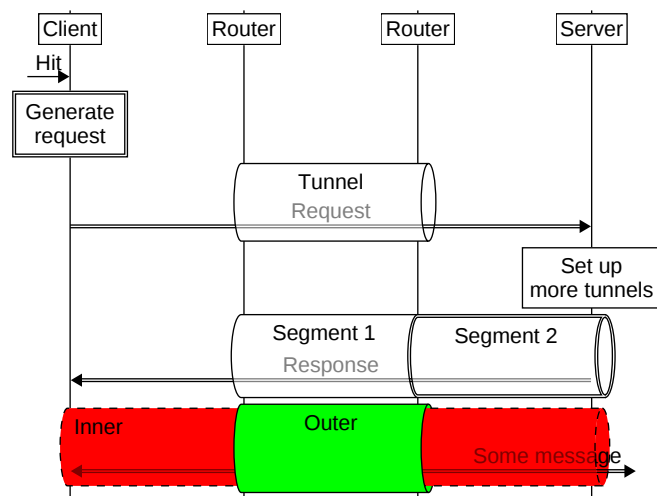 Client
Router
Router
Server
Hit
Generate
request
Tunnel
Request
Set up
more tunnels
Segment 1
Segment 2
Response
Inner
Outer
Some message